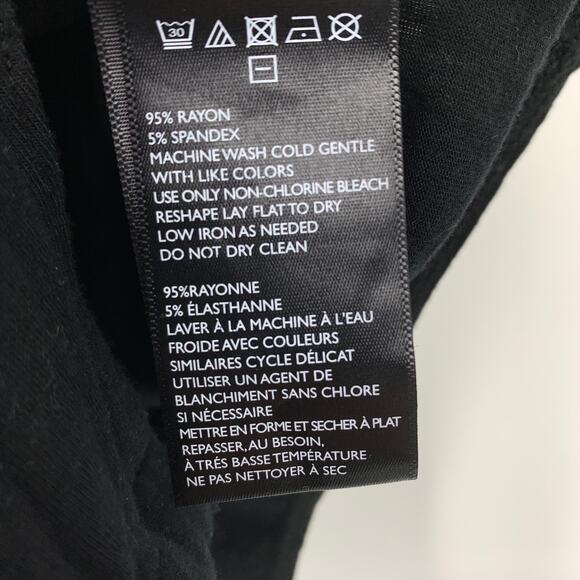 30
95% RAYON
5% SPANDEX
MACHINE WASH COLD GENTLE
WITH LIKE COLORS
USE ONLY NON-CHLORINE BLEACH
RESHAPE LAY FLAT TO DRY
LOW IRON AS NEEDED
DO NOT DRY CLEAN
95%RAYONNE
5% ÉLASTHANNE
LAVER À LA MACHINE À L'EAU
FROIDE AVEC COULEURS
SIMILAIRES CYCLE DÉLICAT
UTILISER UN AGENT DE
BLANCHIMENT SANS CHLORE
SI NÉCESSAIRE
METTRE EN FORME ET SECHER À PLAT
REPASSER, AU BESOIN,
À TRÉS BASSE TEMPÉRATURE
NE PAS NETTOYER À SEC